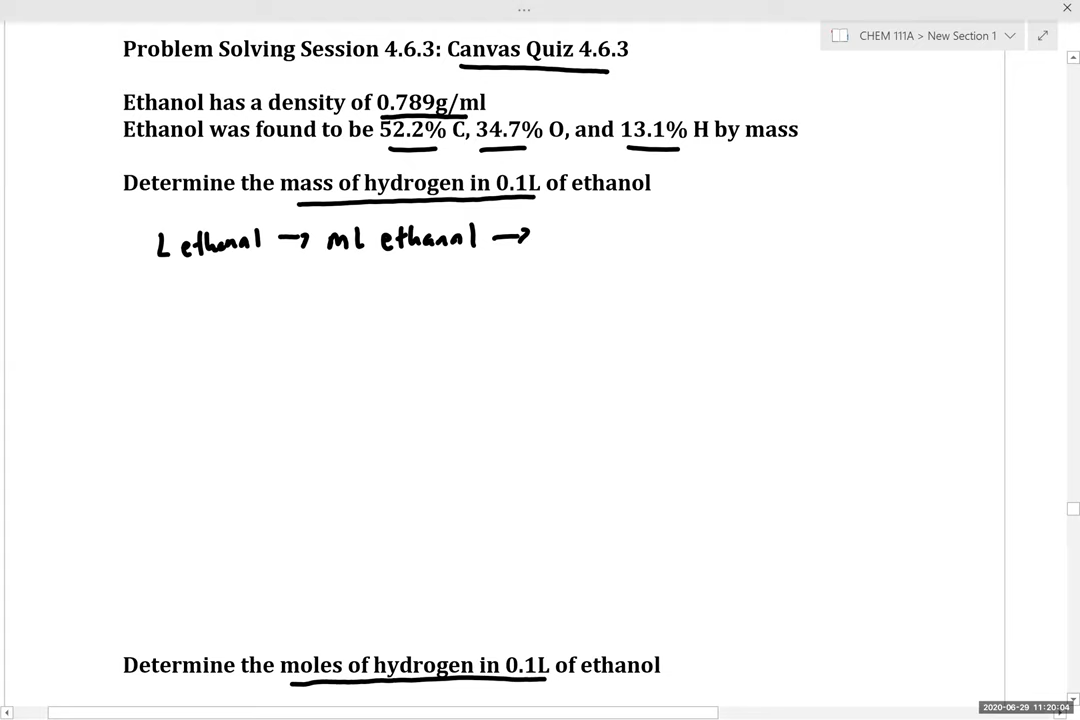 CHEM 111A > New Section 1
Problem Solving Session 4.6.3: Canvas Quiz 4.6.3
Ethanol has a density of 0.789g/ml
Ethanol was found to be 52.2% C, 34.7% O, and 13.1% H by mass
Determine the mass of hydrogen in 0.1L of ethanol
L ethanol → mL ethanol →
Determine the moles of hydrogen in 0.1L of ethanol
2020-06-29 11:20:04